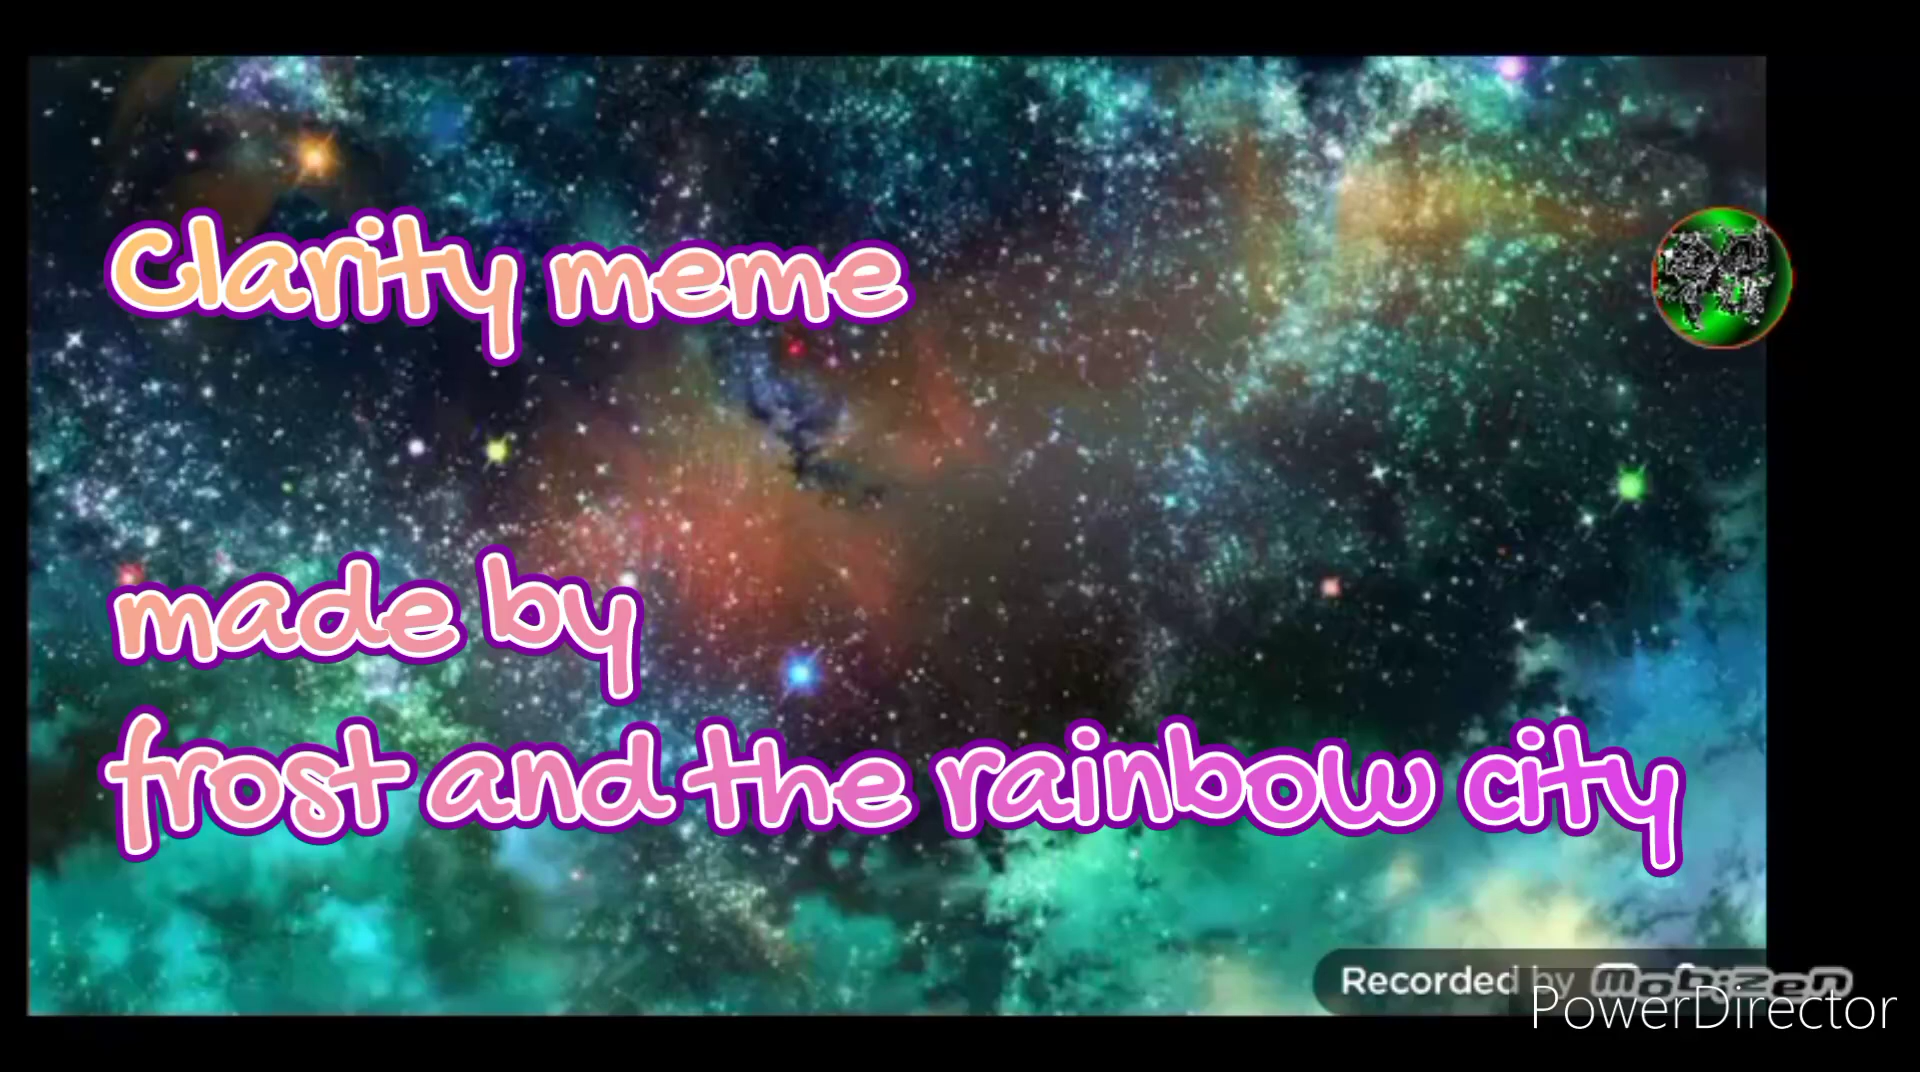 Clarity meme
made by
frost and the rainbow city
Recorded by Mobizen
PowerDirector